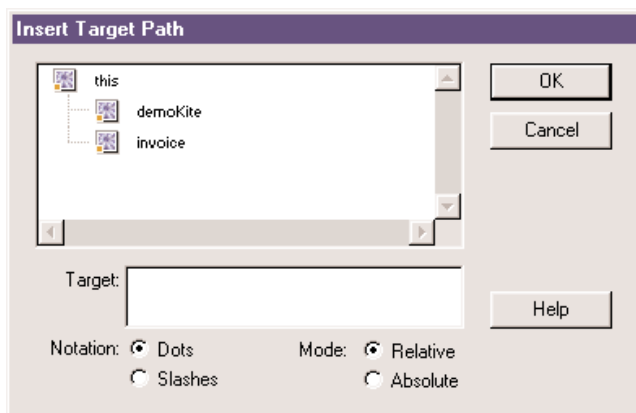 Insert Target Path
this
demoKite
invoice
OK
Cancel
Target:
Help
Notation: Dots Mode: Relative
Slashes Absolute